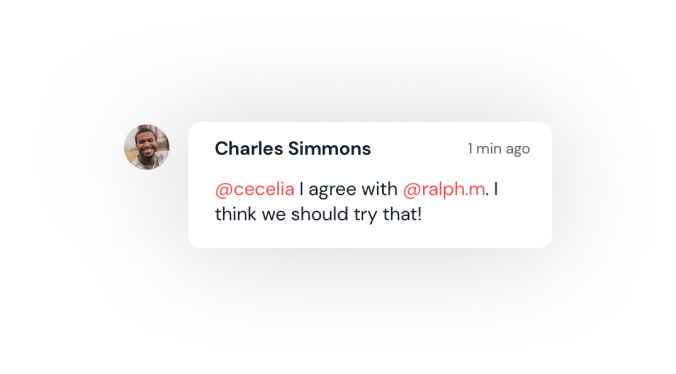 Charles Simmons 1 min ago
@cecelia I agree with @ralph.m. I
think we should try that!